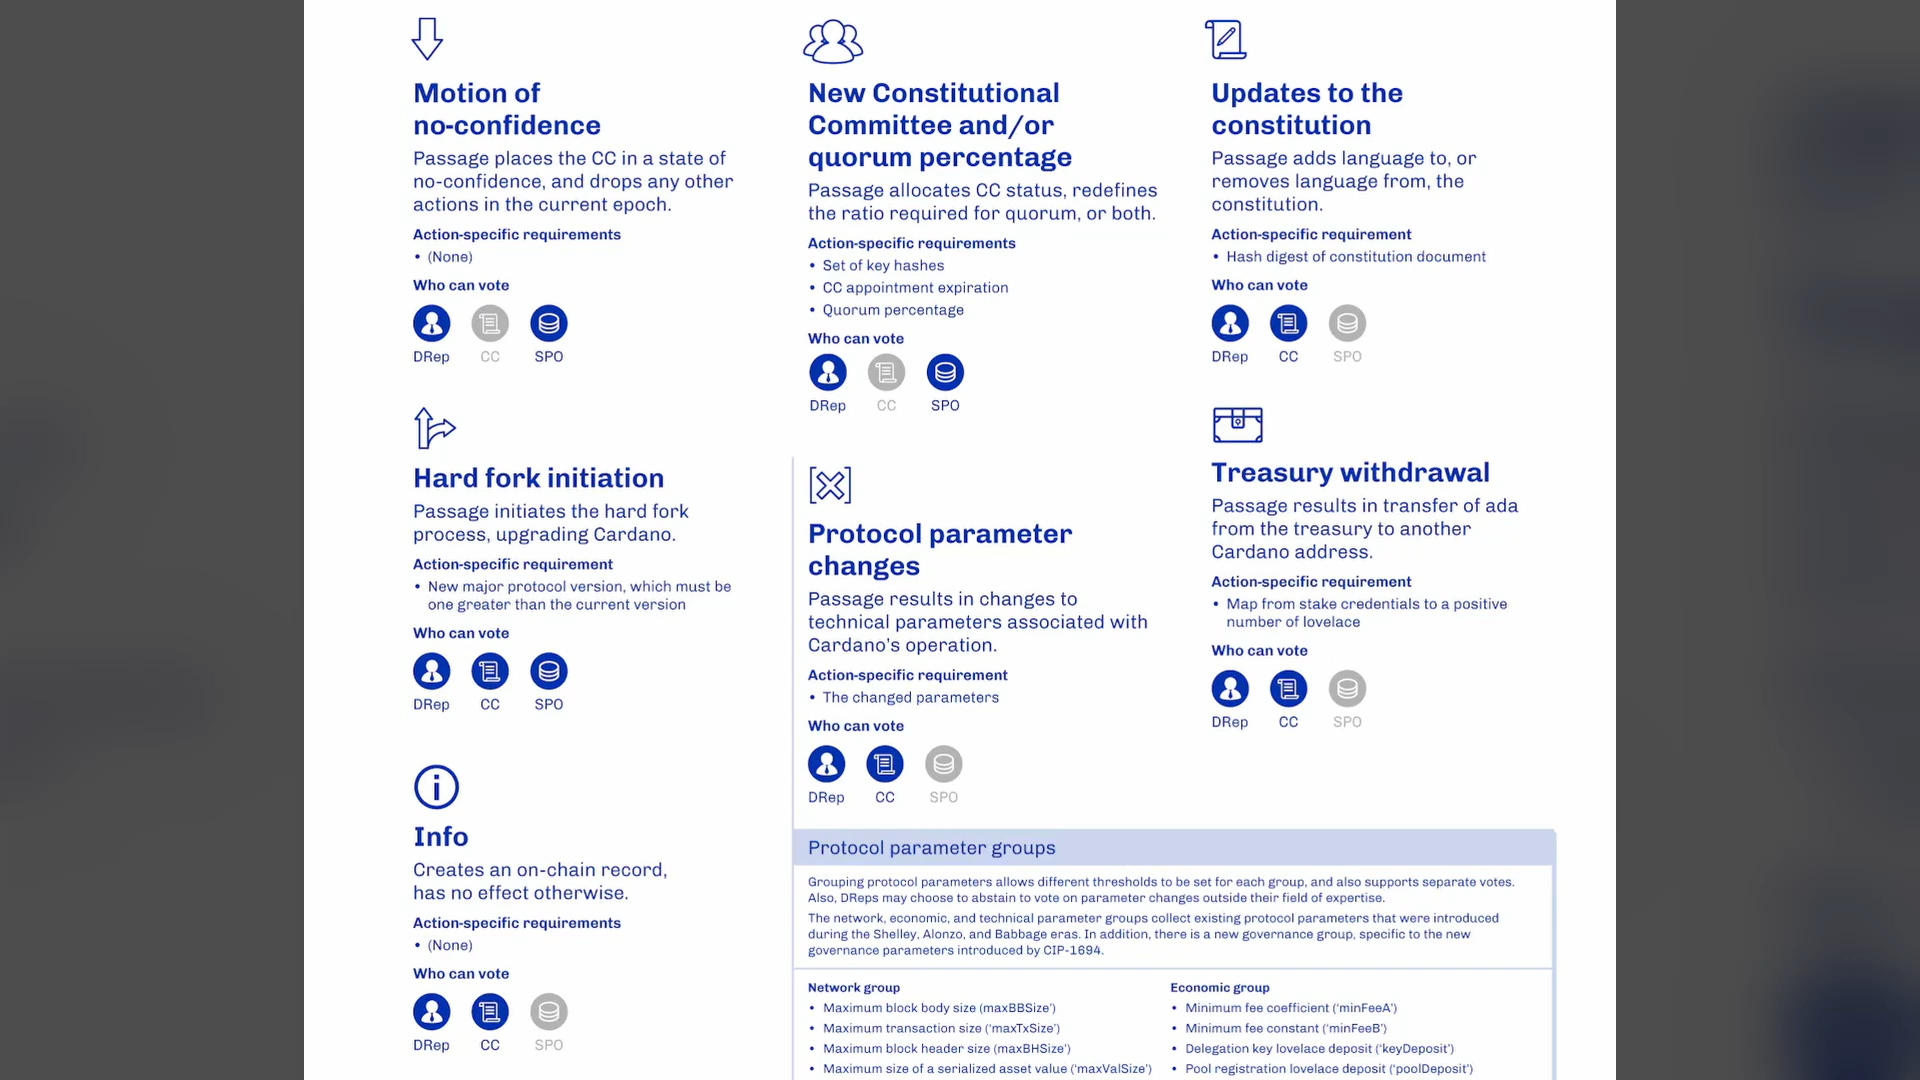 Motion of
no-confidence
Passage places the CC in a state of
no-confidence, and drops any other
actions in the current epoch.
Action-specific requirements
• (None)
Who can vote
DRep CC SPO
New Constitutional
Committee and/or
quorum percentage
Passage allocates CC status, redefines
the ratio required for quorum, or both.
Action-specific requirements
• Set of key hashes
• CC appointment expiration
• Quorum percentage
Who can vote
DRep CC SPO
Updates to the
constitution
Passage adds language to, or
removes language from, the
constitution.
Action-specific requirement
• Hash digest of constitution document
Who can vote
DRep CC SPO
Hard fork initiation
Passage initiates the hard fork
process, upgrading Cardano.
Action-specific requirement
• New major protocol version, which must be
one greater than the current version
Who can vote
DRep CC SPO
Protocol parameter
changes
Passage results in changes to
technical parameters associated with
Cardano’s operation.
Action-specific requirement
• The changed parameters
Who can vote
DRep CC SPO
Treasury withdrawal
Passage results in transfer of ada
from the treasury to another
Cardano address.
Action-specific requirement
• Map from stake credentials to a positive
number of lovelace
Who can vote
DRep CC SPO
Info
Creates an on-chain record,
has no effect otherwise.
Action-specific requirements
• (None)
Who can vote
DRep CC SPO
Protocol parameter groups
Grouping protocol parameters allows different thresholds to be set for each group, and also supports separate votes.
Also, DReps may choose to abstain to vote on parameter changes outside their field of expertise.
The network, economic, and technical parameter groups collect existing protocol parameters that were introduced
during the Shelley, Alonzo, and Babbage eras. In addition, there is a new governance group, specific to the new
governance parameters introduced by CIP-1694.
Network group
• Maximum block body size (maxBBSize’)
• Maximum transaction size (‘maxTxSize’)
• Maximum block header size (maxBHSize’)
• Maximum size of a serialized asset value (‘maxValSize’)
Economic group
• Minimum fee coefficient (‘minFeeA’)
• Minimum fee constant (‘minFeeB’)
• Delegation key lovelace deposit (‘keyDeposit’)
• Pool registration lovelace deposit (‘poolDeposit’)